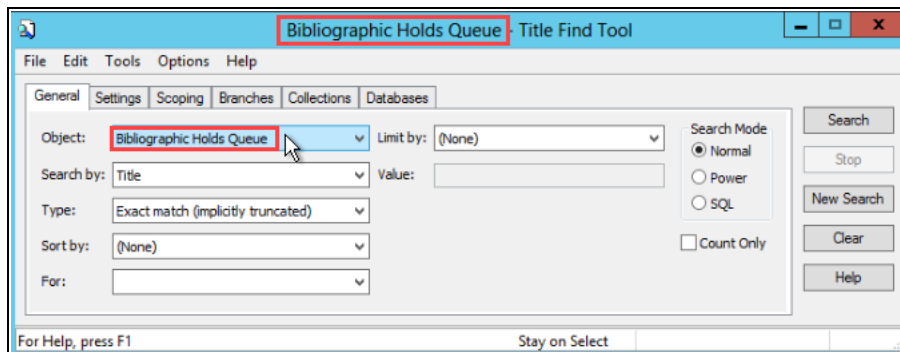 Bibliographic Holds Queue - Title Find Tool
File Edit Tools Options Help
General Settings Scoping Branches Collections Databases
Object: Bibliographic Holds Queue Limit by: (None)
Search by: Title Value:
Type: Exact match (implicitly truncated)
Sort by: (None)
For:
Search Mode
Normal
Power
SQL
Count Only
Search
Stop
New Search
Clear
Help
For Help, press F1 Stay on Select